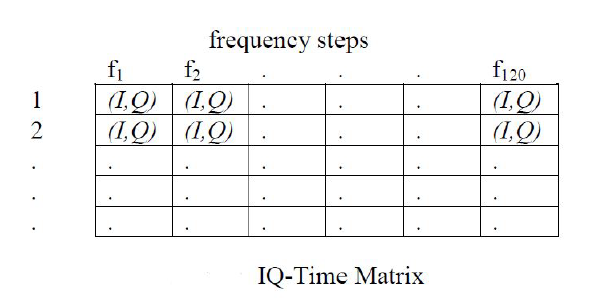 frequency steps
f₁ f₂ . . . f₁₂₀
1 (I,Q) (I,Q) . . . (I,Q)
2 (I,Q) (I,Q) . . . (I,Q)
. . . . . . .
. . . . . . .
. . . . . . .
IQ-Time Matrix